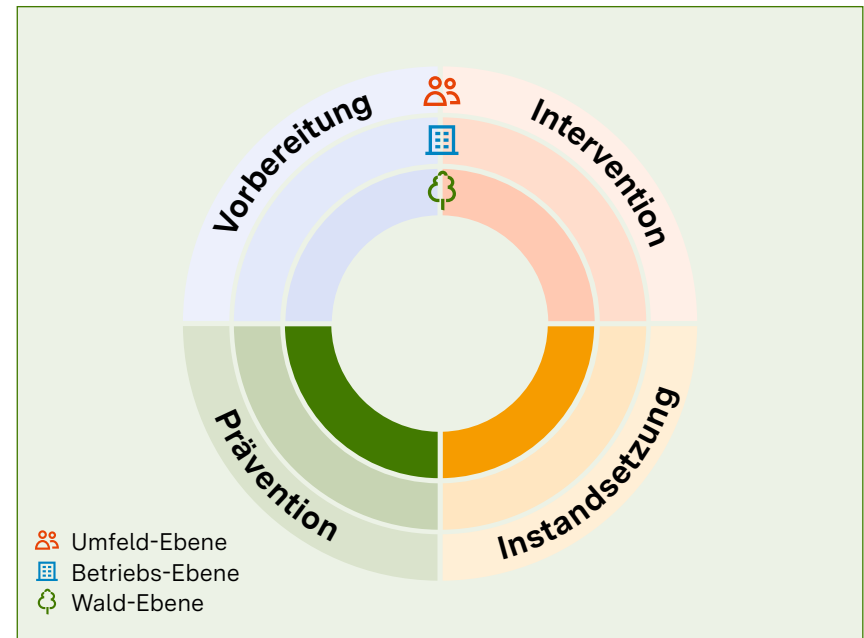 Vorbereitung
Intervention
Prävention
Instandsetzung
Umfeld-Ebene
Betriebs-Ebene
Wald-Ebene